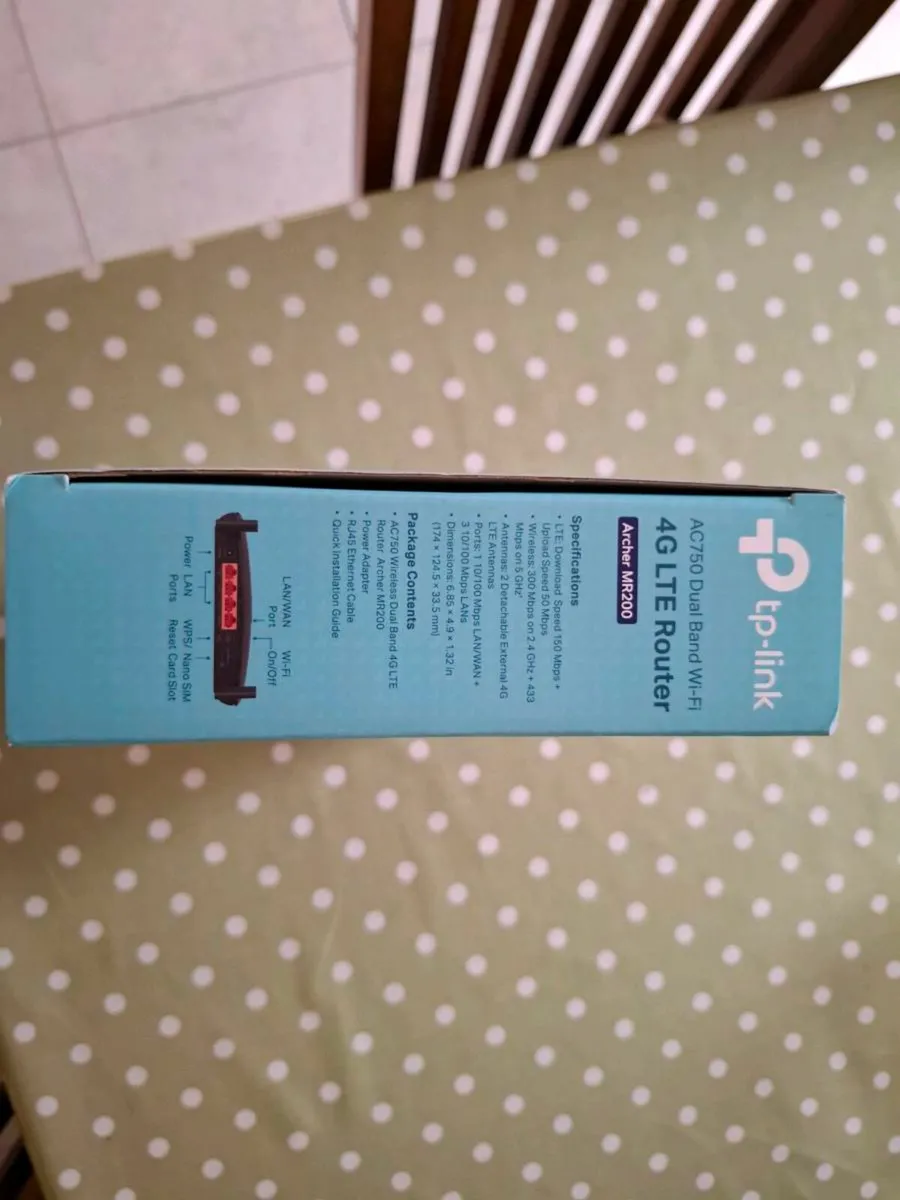 tp-link
AC750 Dual Band Wi-Fi
4G LTE Router
Archer MR200
Specifications
• LTE: Download Speed 150 Mbps +
Upload Speed 50 Mbps
• Wireless: 300 Mbps on 2.4 GHz + 433
Mbps on 5 GHz
• Antennas: 2 Detachable External 4G
LTE Antennas
• Ports: 1 10/100 Mbps LAN/WAN +
3 10/100 Mbps LANs
• Dimensions: 6.85 × 4.9 × 1.32 in
(174 × 124.5 × 33.5 mm)
Package Contents
• AC750 Wireless Dual Band 4G LTE
Router Archer MR200
• Power Adapter
• RJ45 Ethernet Cable
• Quick Installation Guide
LAN/WAN Wi-Fi
Port On/Off
Power LAN WPS/ Nano SIM
Ports Reset Card Slot